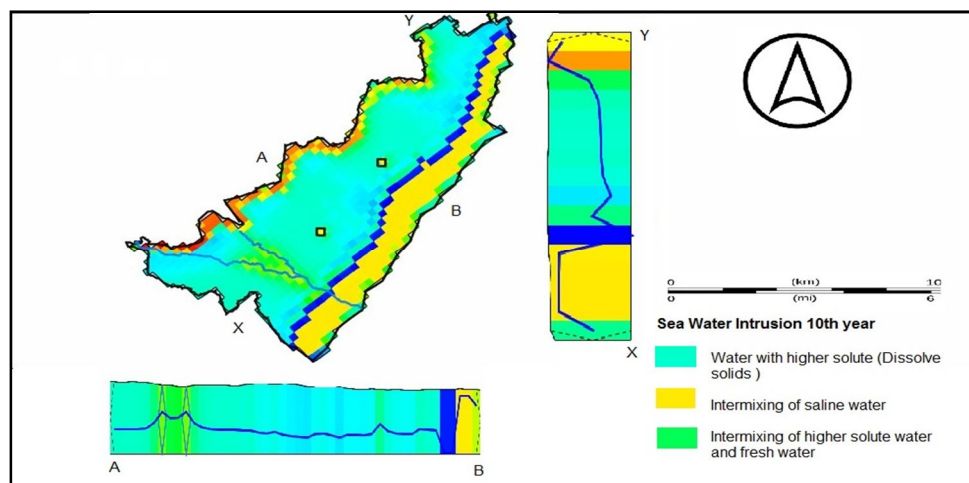 Y
A
B
X
Y
X
A
B
0 (km) 10
0 (mi) 6
Sea Water Intrusion 10th year
Water with higher solute (Dissolve
solids )
Intermixing of saline water
Intermixing of higher solute water
and fresh water